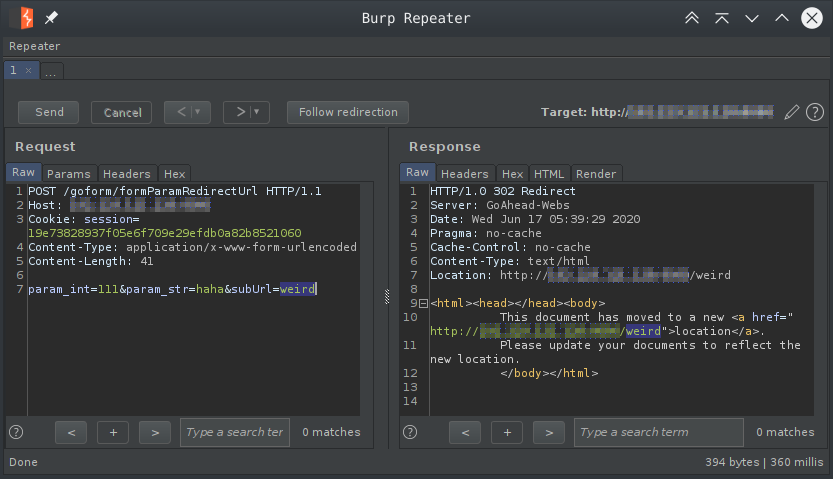 Burp Repeater
Repeater
1 × ...
Send Cancel < > Follow redirection Target: http://
Request
Raw Params Headers Hex
1 POST /goform/formParamRedirectUrl HTTP/1.1
2 Host:
3 Cookie: session=
19e73828937f05e6f709e29efdb0a82b8521060
4 Content-Type: application/x-www-form-urlencoded
5 Content-Length: 41
6
7 param_int=111&param_str=haha&subUrl=weird
? < + > Type a search ter 0 matches
Response
Raw Headers Hex HTML Render
1 HTTP/1.0 302 Redirect
2 Server: GoAhead-Webs
3 Date: Wed Jun 17 05:39:29 2020
4 Pragma: no-cache
5 Cache-Control: no-cache
6 Content-Type: text/html
7 Location: http:///weird
8
9 <html><head></head><body>
10 This document has moved to a new <a href="
http:///weird">location</a>.
11 Please update your documents to reflect the
new location.
12 </body></html>
13
14
? < + > Type a search term 0 matches
Done 394 bytes | 360 millis